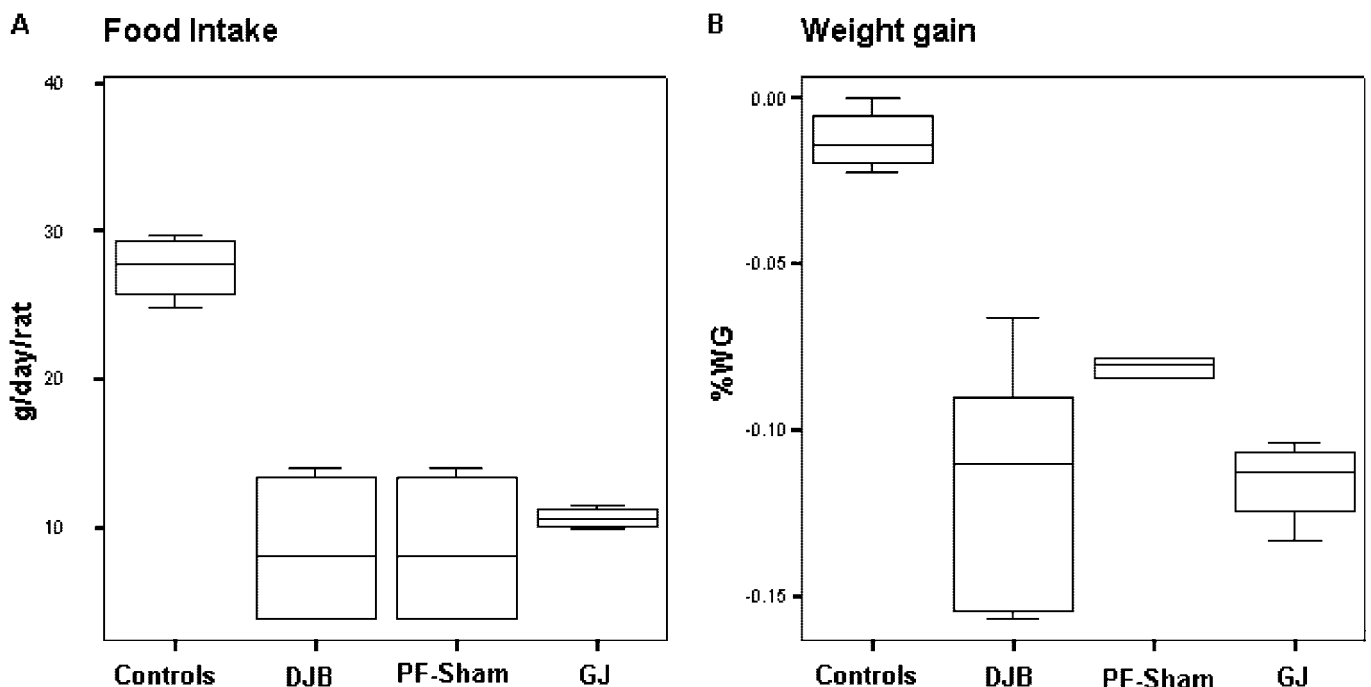 A Food Intake
g/day/rat
40
30
20
10
Controls DJB PF-Sham GJ
B Weight gain
%WG
0.00
-0.05
-0.10
-0.15
Controls DJB PF-Sham GJ